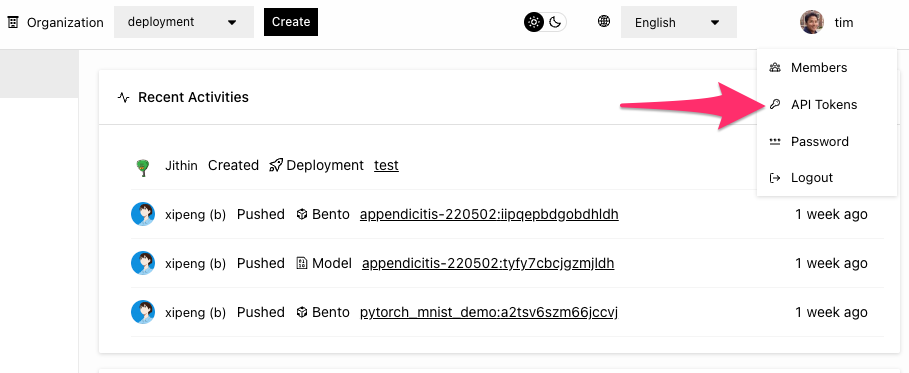 Organization deployment Create English tim
Members
Recent Activities
API Tokens
Password
Jithin Created Deployment test
Logout
xipeng (b) Pushed Bento appendicitis-220502:iipqepbdgobdhldh 1 week ago
xipeng (b) Pushed Model appendicitis-220502:tyfy7cbcjgzmjldh 1 week ago
xipeng (b) Pushed Bento pytorch_mnist_demo:a2tsv6szm66jccvj 1 week ago